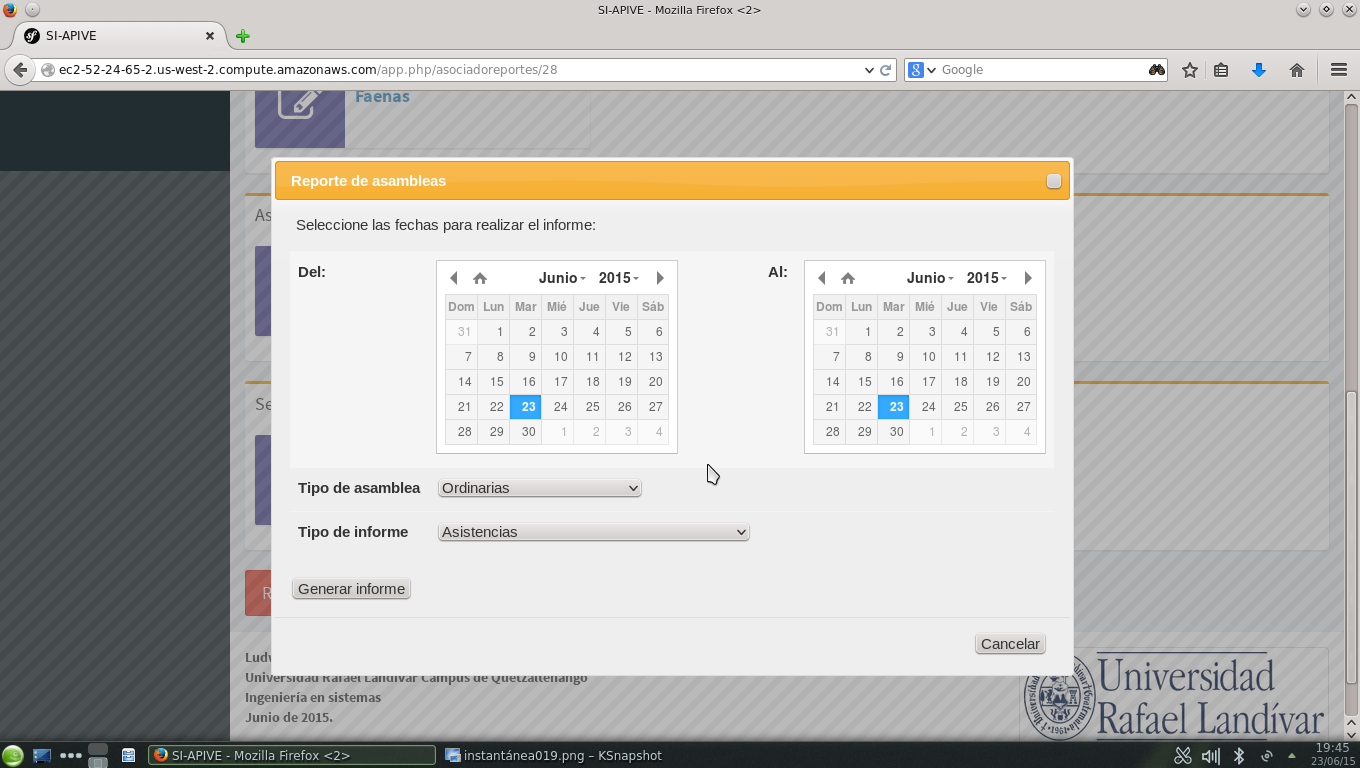 SI-APIVE - Mozilla Firefox <2>
SI-APIVE
ec2-52-24-65-2.us-west-2.compute.amazonaws.com/app.php/asociadoreportes/28
Google
Faenas
Reporte de asambleas
Seleccione las fechas para realizar el informe:
Del:
Junio 2015
Dom Lun Mar Mié Jue Vie Sáb
31 1 2 3 4 5 6
7 8 9 10 11 12 13
14 15 16 17 18 19 20
21 22 23 24 25 26 27
28 29 30 1 2 3 4
Al:
Junio 2015
Dom Lun Mar Mié Jue Vie Sáb
31 1 2 3 4 5 6
7 8 9 10 11 12 13
14 15 16 17 18 19 20
21 22 23 24 25 26 27
28 29 30 1 2 3 4
Tipo de asamblea Ordinarias
Tipo de informe Asistencias
Generar informe
Cancelar
Universidad Rafael Landívar Campus de Quetzaltenango
Ingeniería en sistemas
Junio de 2015.
Universidad
Rafael Landívar
SI-APIVE - Mozilla Firefox <2>
instantánea019.png – KSnapshot
19:45
23/06/15